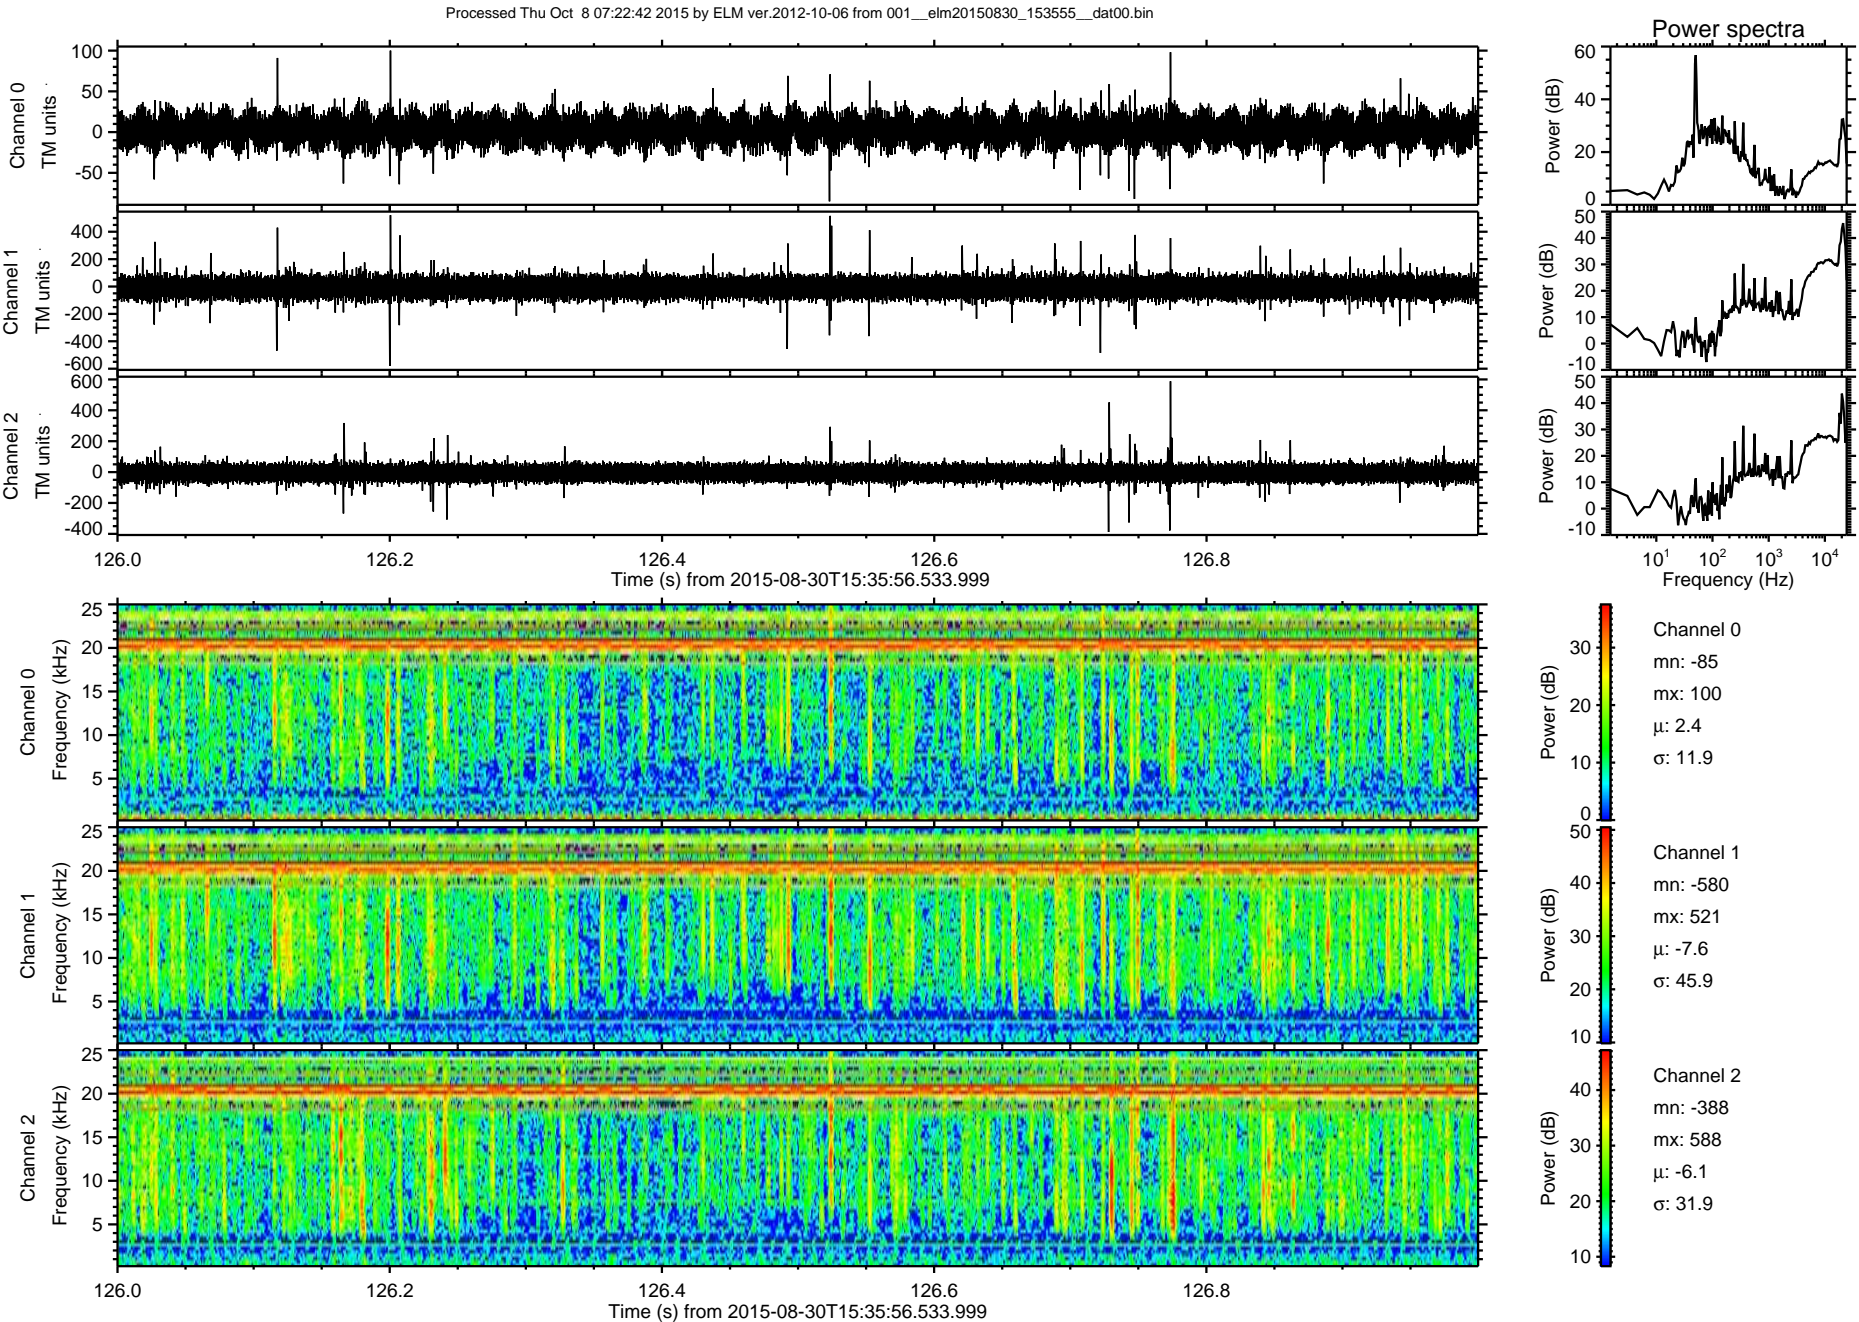 Processed Thu Oct  8 07:22:42 2015 by ELM ver.2012-10-06 from 001__elm20150830_153555__dat00.bin
Power spectra
Channel 0
TM units
100
50
0
-50
Power (dB)
60
40
20
0
Channel 1
TM units
400
200
0
-200
-400
-600
Power (dB)
50
40
30
20
10
0
-10
Channel 2
TM units
600
400
200
0
-200
-400
Power (dB)
50
40
30
20
10
0
-10
126.0 126.2 126.4 126.6 126.8
Time (s) from 2015-08-30T15:35:56.533.999
10¹ 10² 10³ 10⁴
Frequency (Hz)
Channel 0
Frequency (kHz)
25
20
15
10
5
Power (dB)
30
20
10
0
Channel 0
mn: -85
mx: 100
μ: 2.4
σ: 11.9
Channel 1
Frequency (kHz)
25
20
15
10
5
Power (dB)
50
40
30
20
10
Channel 1
mn: -580
mx: 521
μ: -7.6
σ: 45.9
Channel 2
Frequency (kHz)
25
20
15
10
5
Power (dB)
40
30
20
10
Channel 2
mn: -388
mx: 588
μ: -6.1
σ: 31.9
126.0 126.2 126.4 126.6 126.8
Time (s) from 2015-08-30T15:35:56.533.999